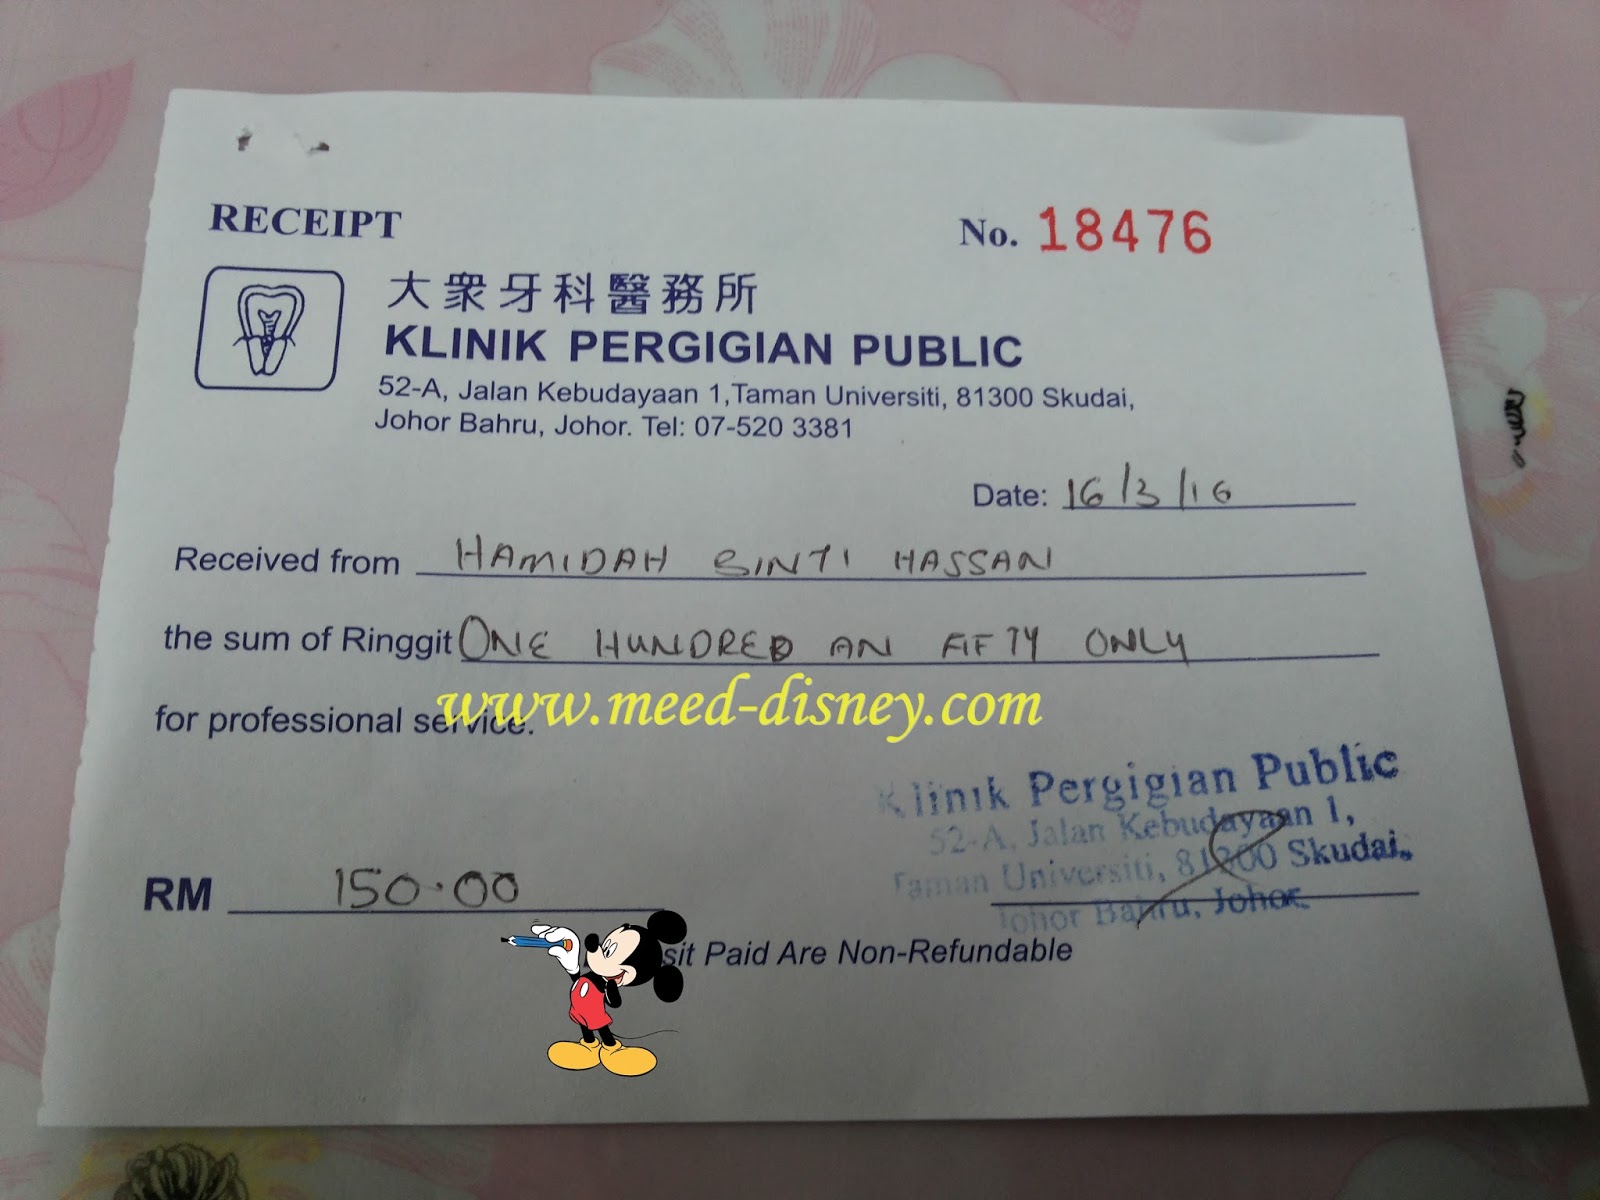 RECEIPT
No. 18476
大衆牙科醫務所
KLINIK PERGIGIAN PUBLIC
52-A, Jalan Kebudayaan 1,Taman Universiti, 81300 Skudai,
Johor Bahru, Johor. Tel: 07-520 3381
Date: 16/3/16
Received from HAMIDAH BINTI HASSAN
the sum of Ringgit ONE HUNDRED AN FIFTY ONLY
www.meed-disney.com
for professional service.
Klinik Pergigian Public
52-A, Jalan Kebudayaan 1,
Taman Universiti, 81300 Skudai,
Johor Bahru, Johor.
RM 150.00
Paid Are Non-Refundable